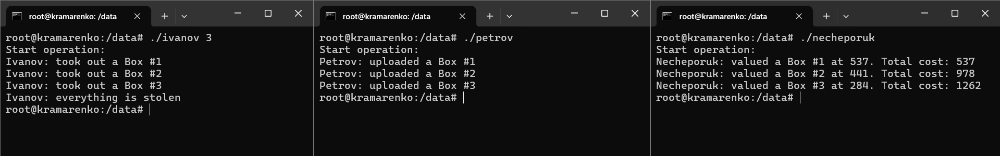 root@kramarenko: /data
root@kramarenko:/data# ./ivanov 3
Start operation:
Ivanov: took out a Box #1
Ivanov: took out a Box #2
Ivanov: took out a Box #3
Ivanov: everything is stolen
root@kramarenko:/data#
root@kramarenko: /data
root@kramarenko:/data# ./petrov
Start operation:
Petrov: uploaded a Box #1
Petrov: uploaded a Box #2
Petrov: uploaded a Box #3
root@kramarenko:/data#
root@kramarenko: /data
root@kramarenko:/data# ./necheporuk
Start operation:
Necheporuk: valued a Box #1 at 537. Total cost: 537
Necheporuk: valued a Box #2 at 441. Total cost: 978
Necheporuk: valued a Box #3 at 284. Total cost: 1262
root@kramarenko:/data#